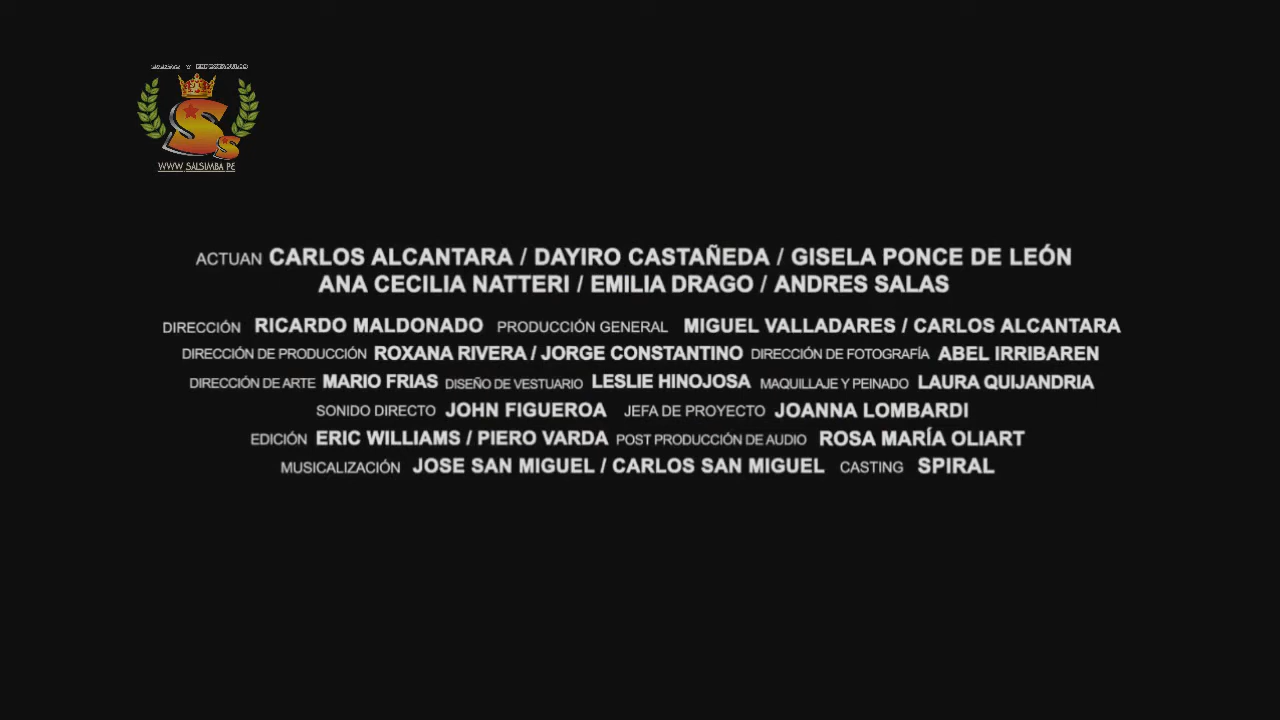 Y
Ss
WWW.SALSIMBA.PE
ACTUAN CARLOS ALCANTARA / DAYIRO CASTAÑEDA / GISELA PONCE DE LEÓN
ANA CECILIA NATTERI / EMILIA DRAGO / ANDRES SALAS
DIRECCIÓN RICARDO MALDONADO PRODUCCIÓN GENERAL MIGUEL VALLADARES / CARLOS ALCANTARA
DIRECCIÓN DE PRODUCCIÓN ROXANA RIVERA / JORGE CONSTANTINO DIRECCIÓN DE FOTOGRAFÍA ABEL IRRIBAREN
DIRECCIÓN DE ARTE MARIO FRIAS DISEÑO DE VESTUARIO LESLIE HINOJOSA MAQUILLAJE Y PEINADO LAURA QUIJANDRIA
SONIDO DIRECTO JOHN FIGUEROA JEFA DE PROYECTO JOANNA LOMBARDI
EDICIÓN ERIC WILLIAMS / PIERO VARDA POST PRODUCCIÓN DE AUDIO ROSA MARÍA OLIART
MUSICALIZACIÓN JOSE SAN MIGUEL / CARLOS SAN MIGUEL CASTING SPIRAL